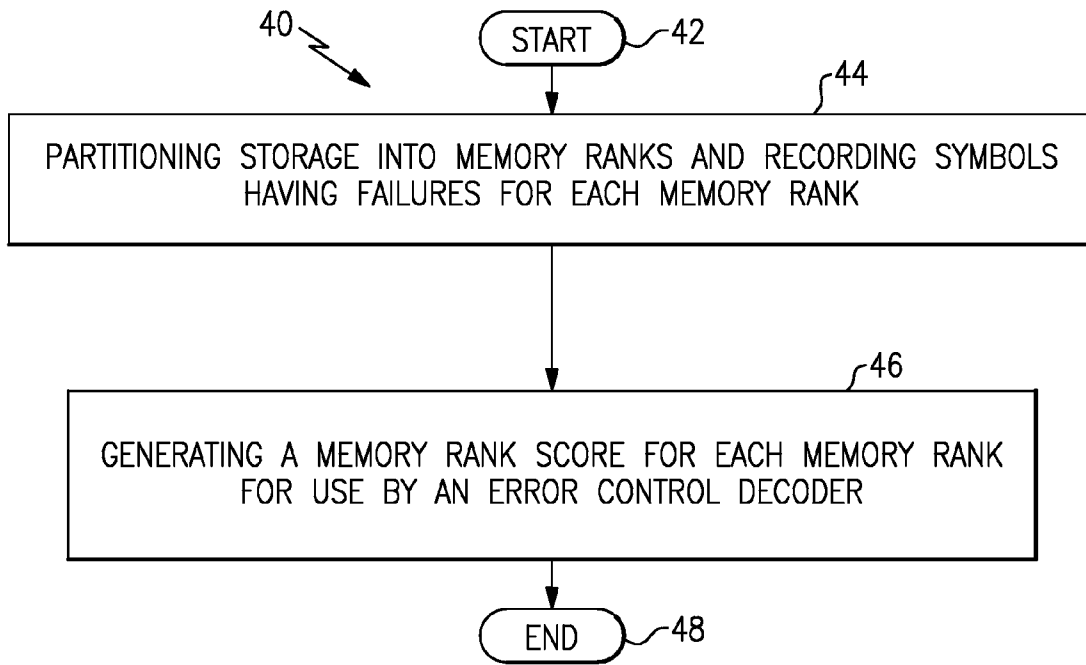 40
START
42
44
PARTITIONING STORAGE INTO MEMORY RANKS AND RECORDING SYMBOLS
HAVING FAILURES FOR EACH MEMORY RANK
46
GENERATING A MEMORY RANK SCORE FOR EACH MEMORY RANK
FOR USE BY AN ERROR CONTROL DECODER
END
48